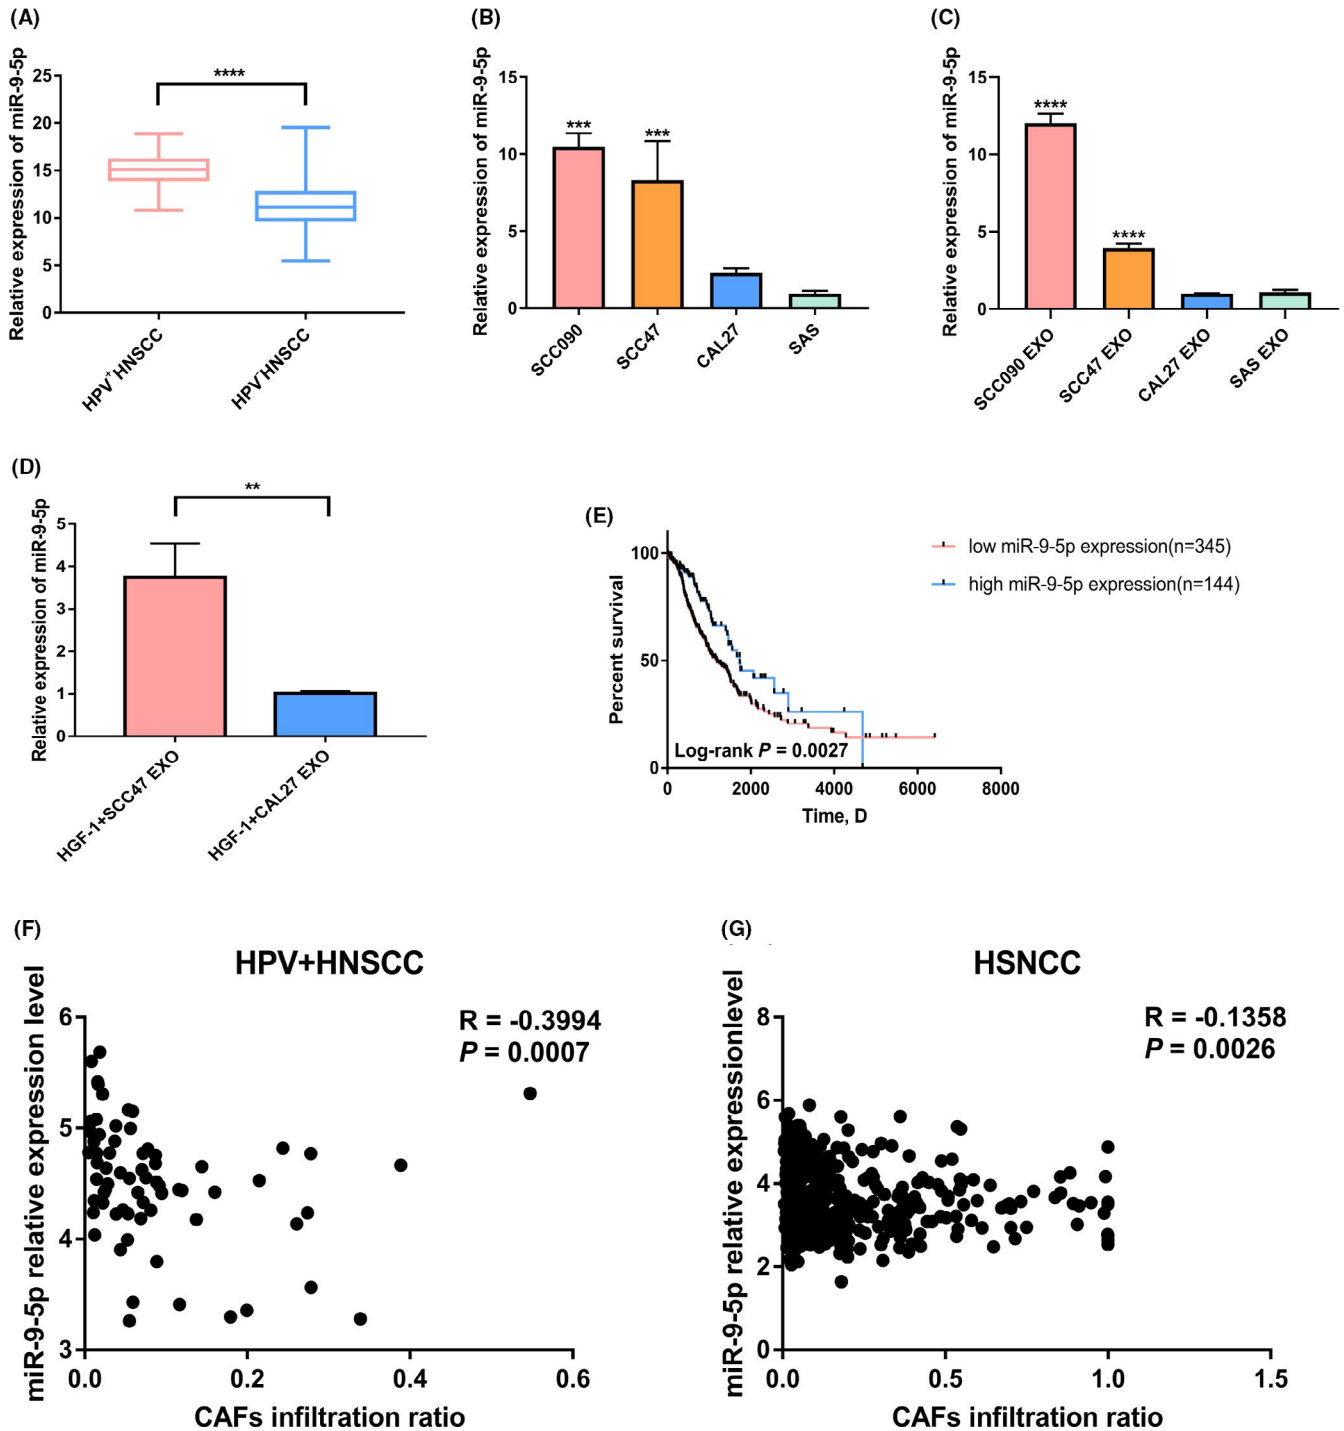 (A)
Relative expression of miR-9-5p
25
20
15
10
5
0
****
HPV+HNSCC
HPV-HNSCC
(B)
Relative expression of miR-9-5p
15
10
5
0
***
***
SCC090
SCC47
CAL27
SAS
(C)
Relative expression of miR-9-5p
15
10
5
0
****
****
SCC090 EXO
SCC47 EXO
CAL27 EXO
SAS EXO
(D)
Relative expression of miR-9-5p
5
4
3
2
1
0
**
HGF-1+SCC47 EXO
HGF-1+CAL27 EXO
(E)
Percent survival
100
50
0
Log-rank P = 0.0027
0 2000 4000 6000 8000
Time, D
low miR-9-5p expression(n=345)
high miR-9-5p expression(n=144)
(F)
HPV+HNSCC
R = -0.3994
P = 0.0007
miR-9-5p relative expression level
6
5
4
3
0.0 0.2 0.4 0.6
CAFs infiltration ratio
(G)
HSNCC
R = -0.1358
P = 0.0026
miR-9-5p relative expressionlevel
8
6
4
2
0
0.0 0.5 1.0 1.5
CAFs infiltration ratio